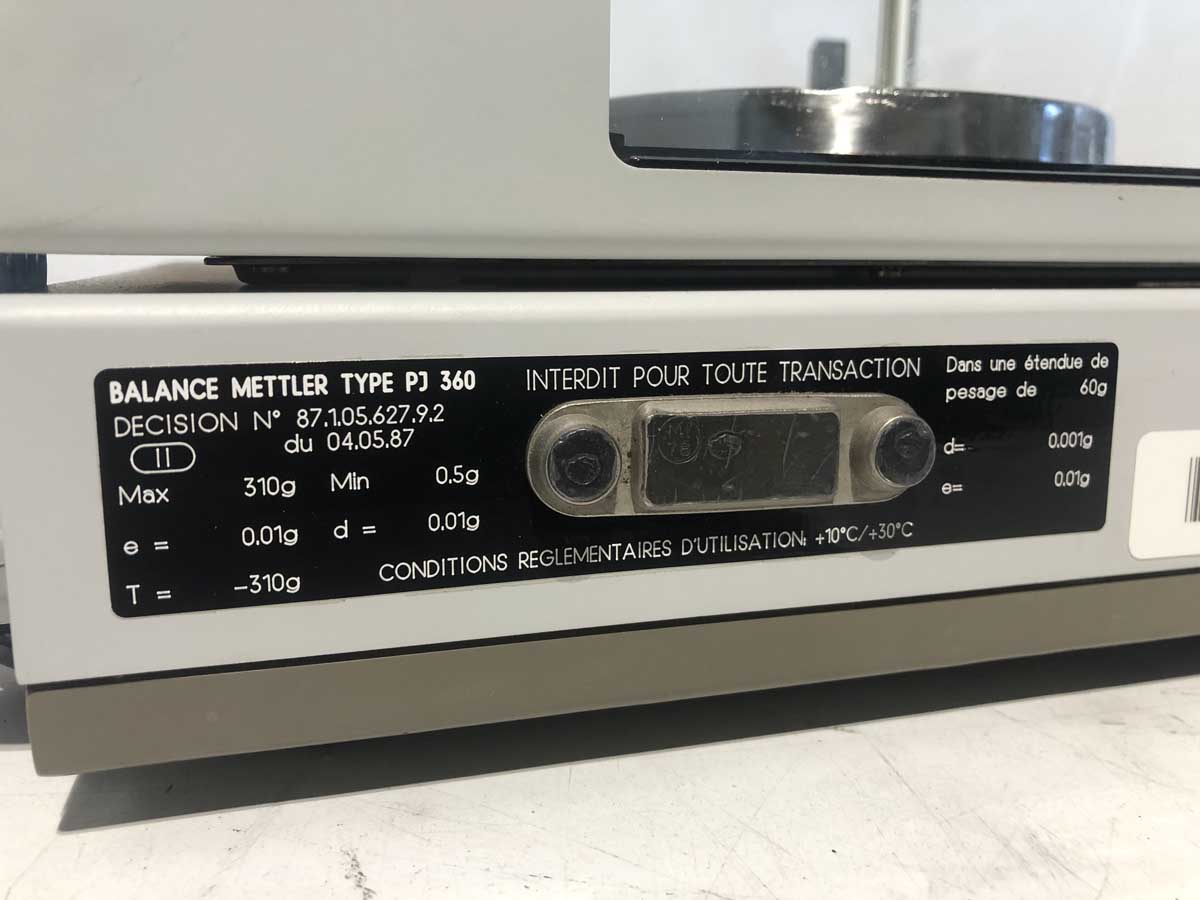 BALANCE METTLER TYPE PJ 360
DECISION N° 87.1.05.627.9.2
du 04.05.87
II
Max 310g Min 0.5g
e = 0.01g d = 0.01g
T = -310g
INTERDIT POUR TOUTE TRANSACTION
CONDITIONS REGLEMENTAIRES D'UTILISATION: +10°C/+30°C
Dans une étendue de
pesage de 60g
d= 0.001g
e= 0.01g